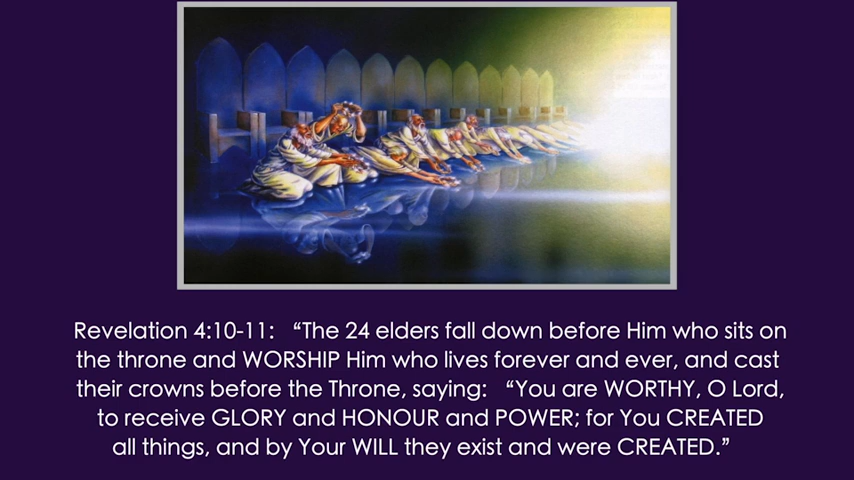 Revelation 4:10-11:   “The 24 elders fall down before Him who sits on
the throne and WORSHIP Him who lives forever and ever, and cast
their crowns before the Throne, saying:   “You are WORTHY, O Lord,
to receive GLORY and HONOUR and POWER; for You CREATED
all things, and by Your WILL they exist and were CREATED.”